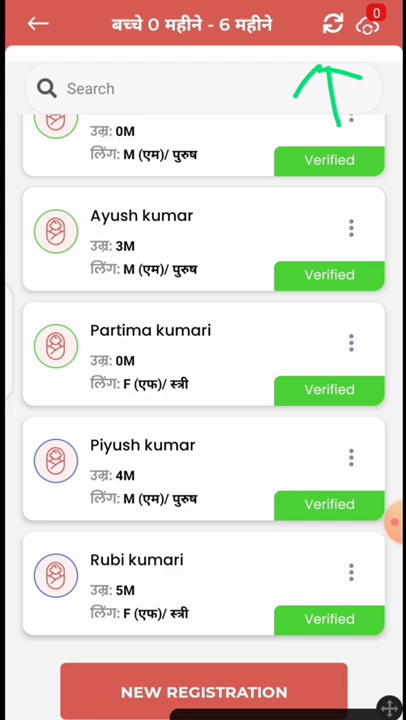 बच्चे 0 महीने - 6 महीने
0
Search
उम्र: 0M
लिंग: M (एम)/ पुरुष
Verified
Ayush kumar
उम्र: 3M
लिंग: M (एम)/ पुरुष
Verified
Partima kumari
उम्र: 0M
लिंग: F (एफ)/ स्त्री
Verified
Piyush kumar
उम्र: 4M
लिंग: M (एम)/ पुरुष
Verified
Rubi kumari
उम्र: 5M
लिंग: F (एफ)/ स्त्री
Verified
NEW REGISTRATION